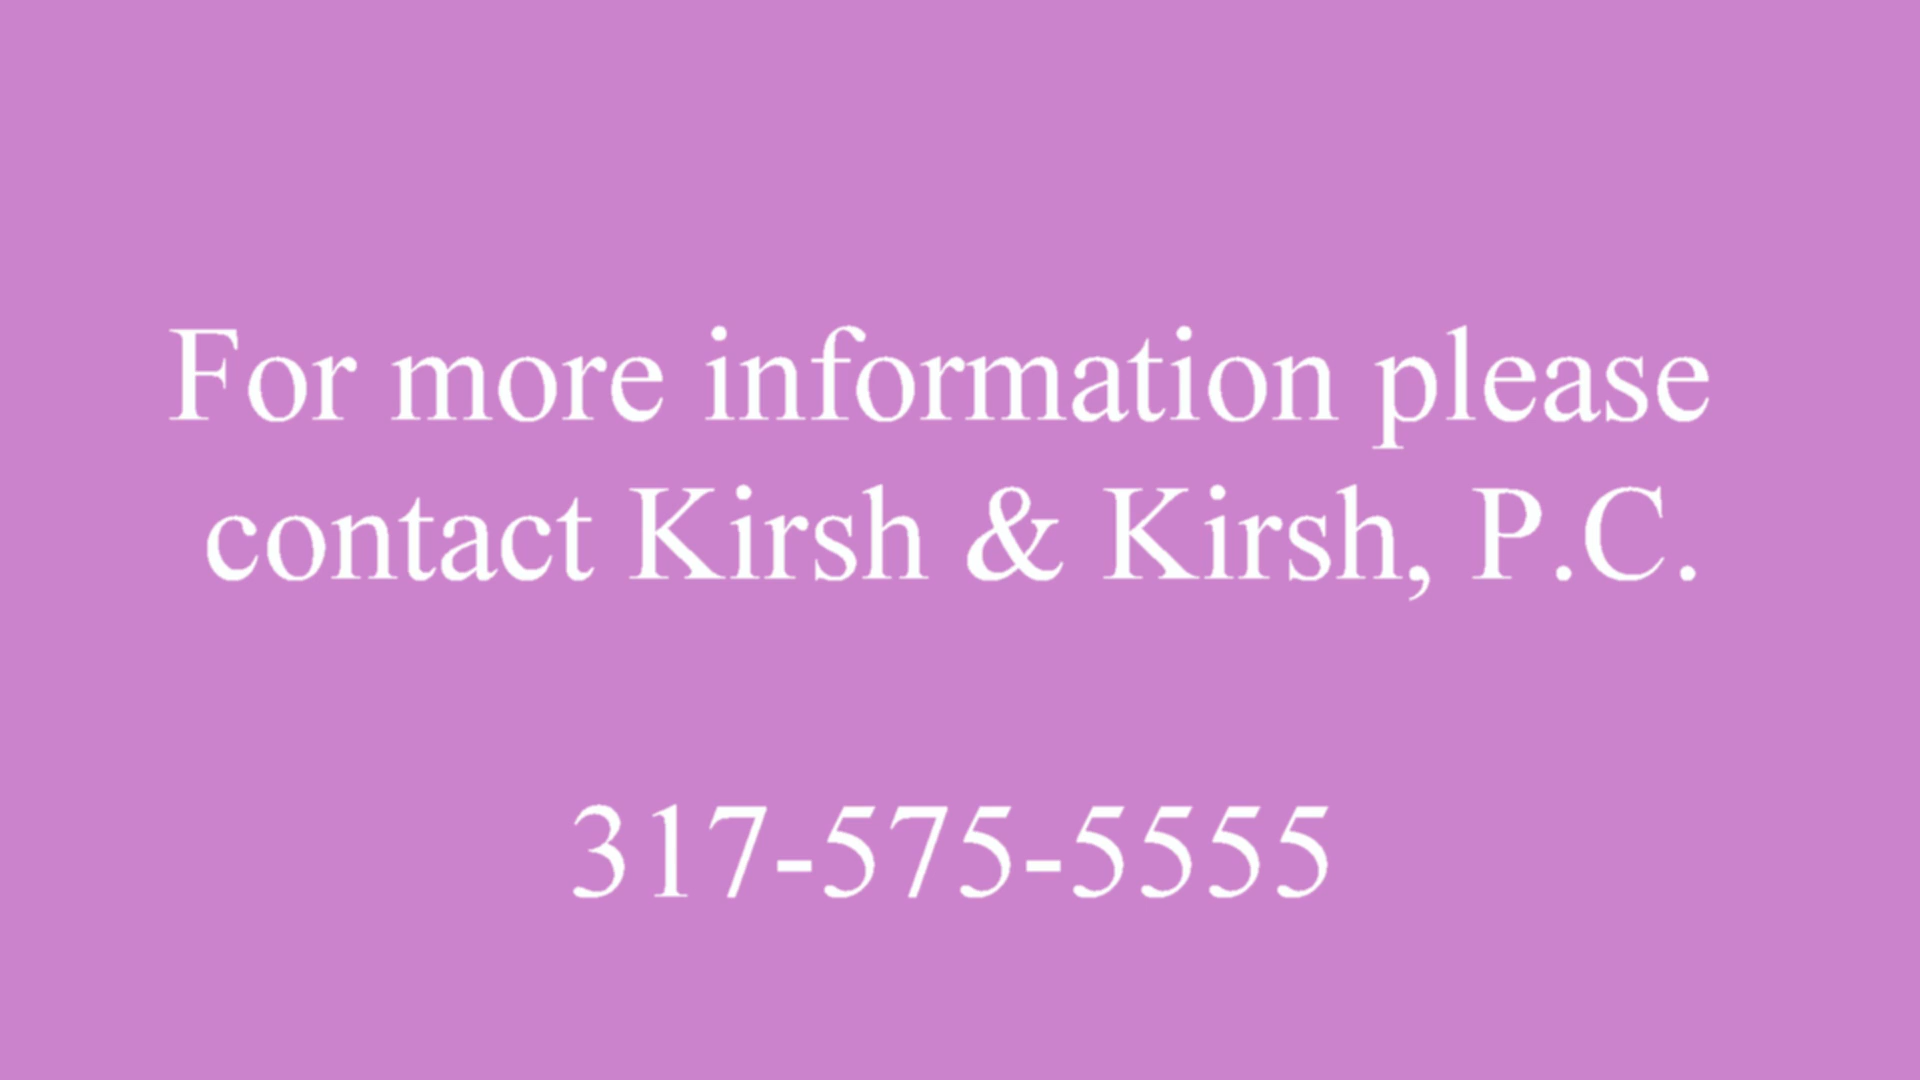 For more information please
contact Kirsh & Kirsh, P.C.
317-575-5555